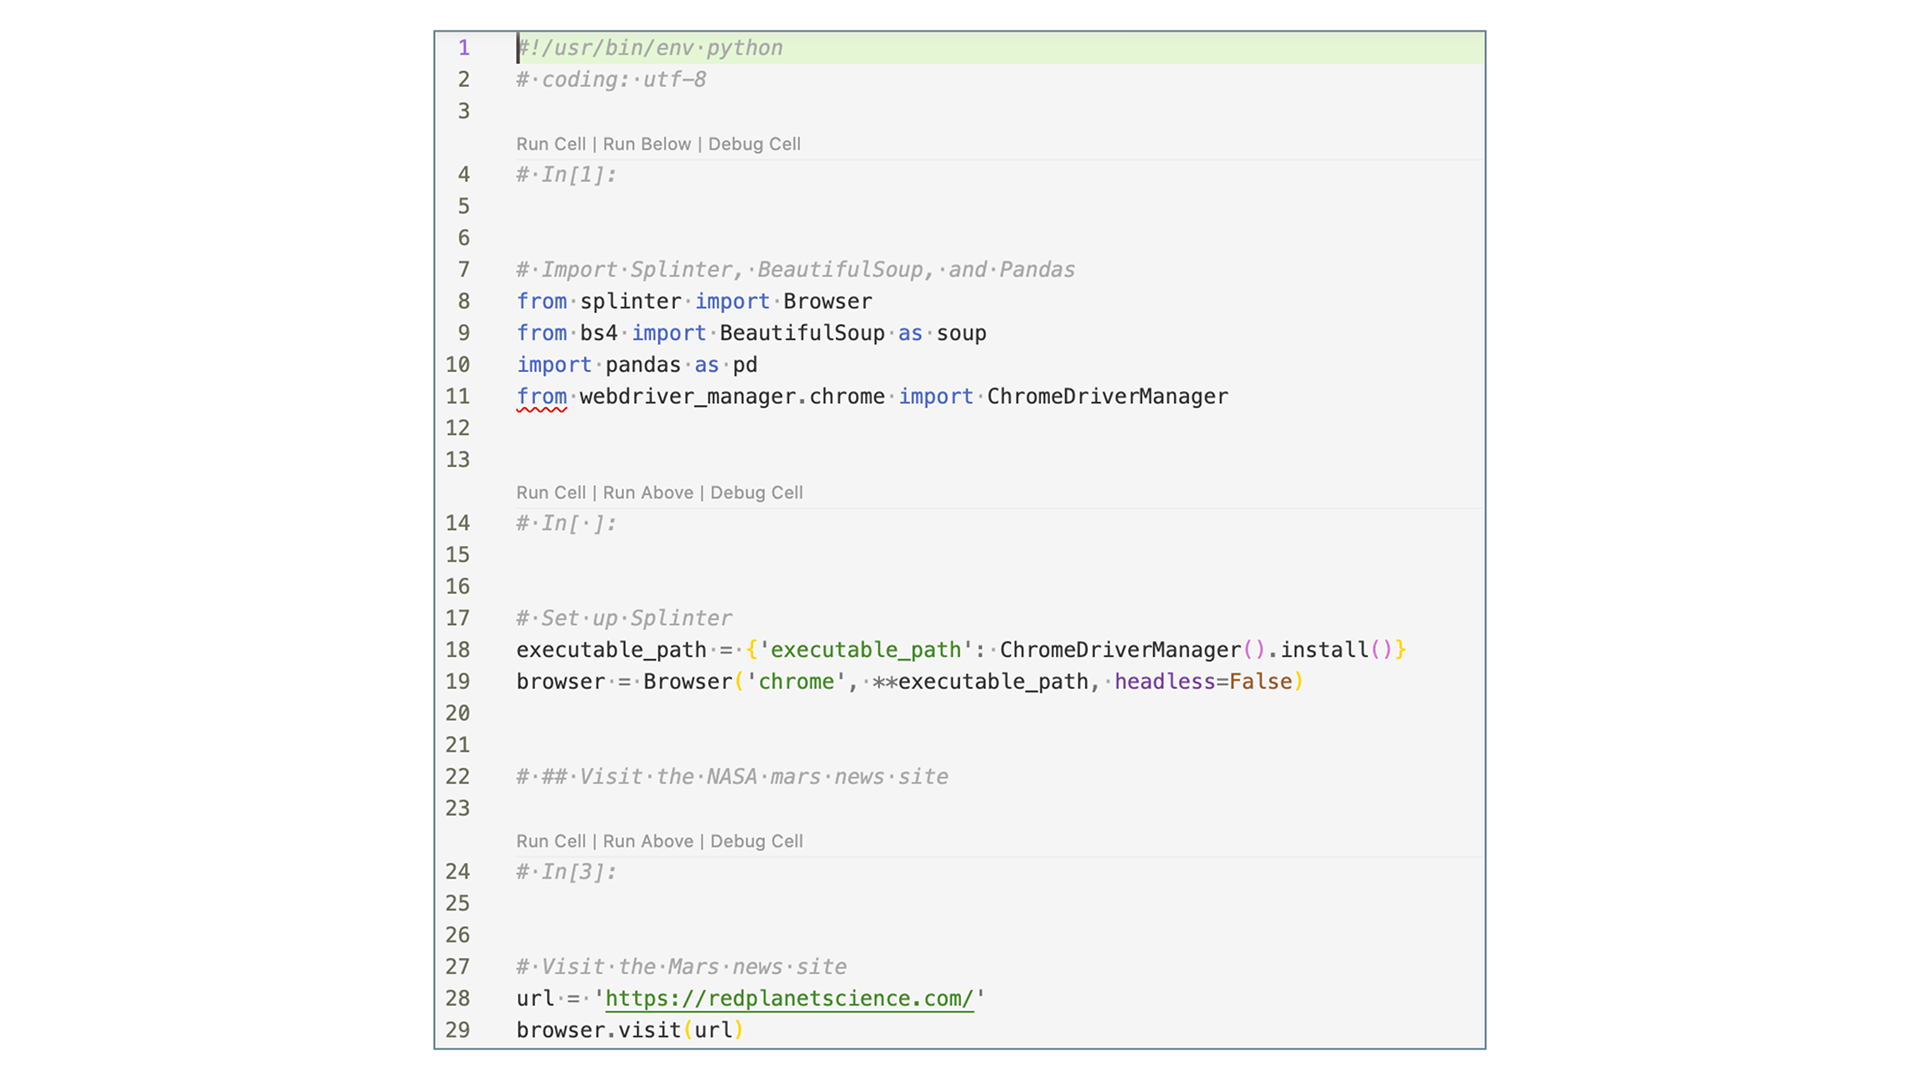 1 #!/usr/bin/env python
2 # coding: utf-8
3
Run Cell | Run Below | Debug Cell
4 # In[1]:
5
6
7 # Import Splinter, BeautifulSoup, and Pandas
8 from splinter import Browser
9 from bs4 import BeautifulSoup as soup
10 import pandas as pd
11 from webdriver_manager.chrome import ChromeDriverManager
12
13
Run Cell | Run Above | Debug Cell
14 # In[ ]:
15
16
17 # Set up Splinter
18 executable_path = {'executable_path': ChromeDriverManager().install()}
19 browser = Browser('chrome', **executable_path, headless=False)
20
21
22 # ## Visit the NASA mars news site
23
Run Cell | Run Above | Debug Cell
24 # In[3]:
25
26
27 # Visit the Mars news site
28 url = 'https://redplanetscience.com/'
29 browser.visit(url)